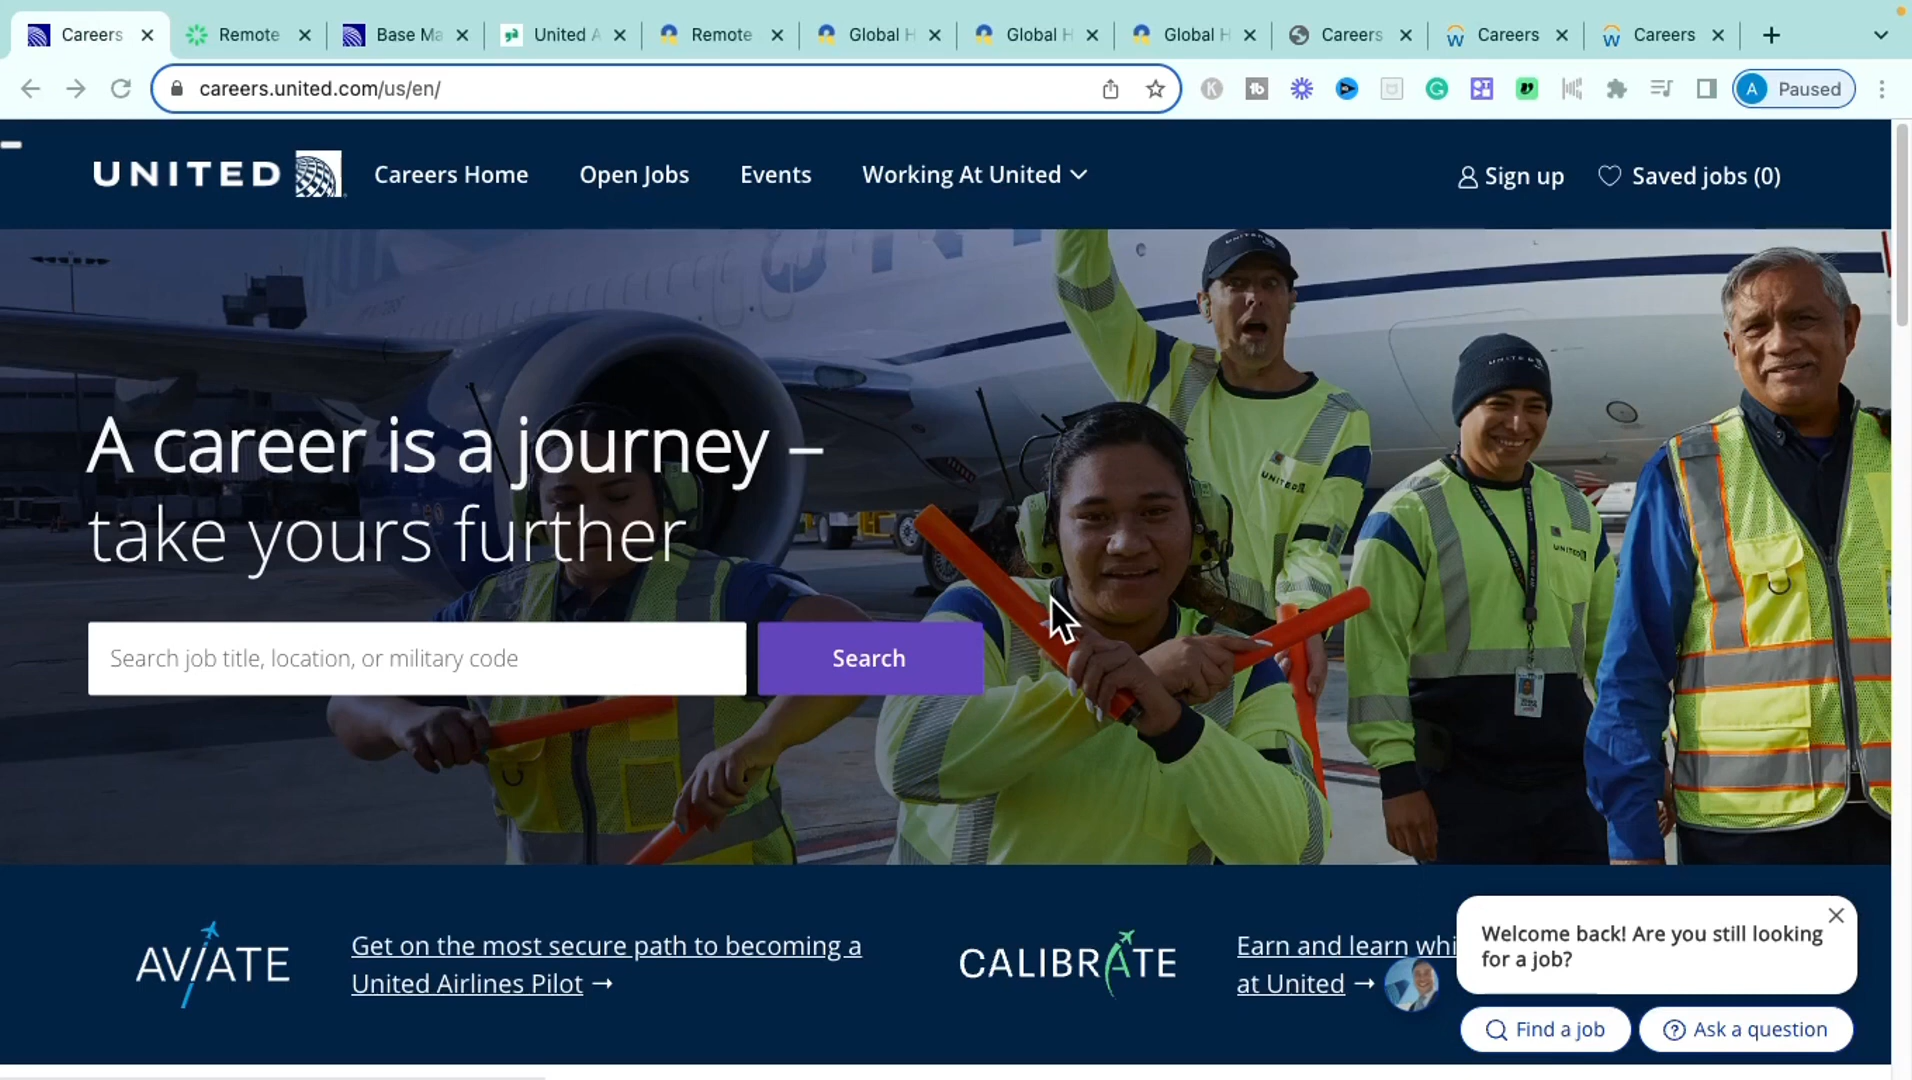 Careers
Remote
Base Ma
United A
Remote
Global H
Global H
Global H
Careers
Careers
Careers
careers.united.com/us/en/
A Paused
UNITED
Careers Home
Open Jobs
Events
Working At United
Sign up
Saved jobs (0)
A career is a journey –
take yours further
Search job title, location, or military code
Search
UNITED
UNITED
UNITED
UNITED
AVIATE
Get on the most secure path to becoming a
United Airlines Pilot →
CALIBRATE
Earn and learn whi
at United →
Welcome back! Are you still looking
for a job?
Find a job
Ask a question